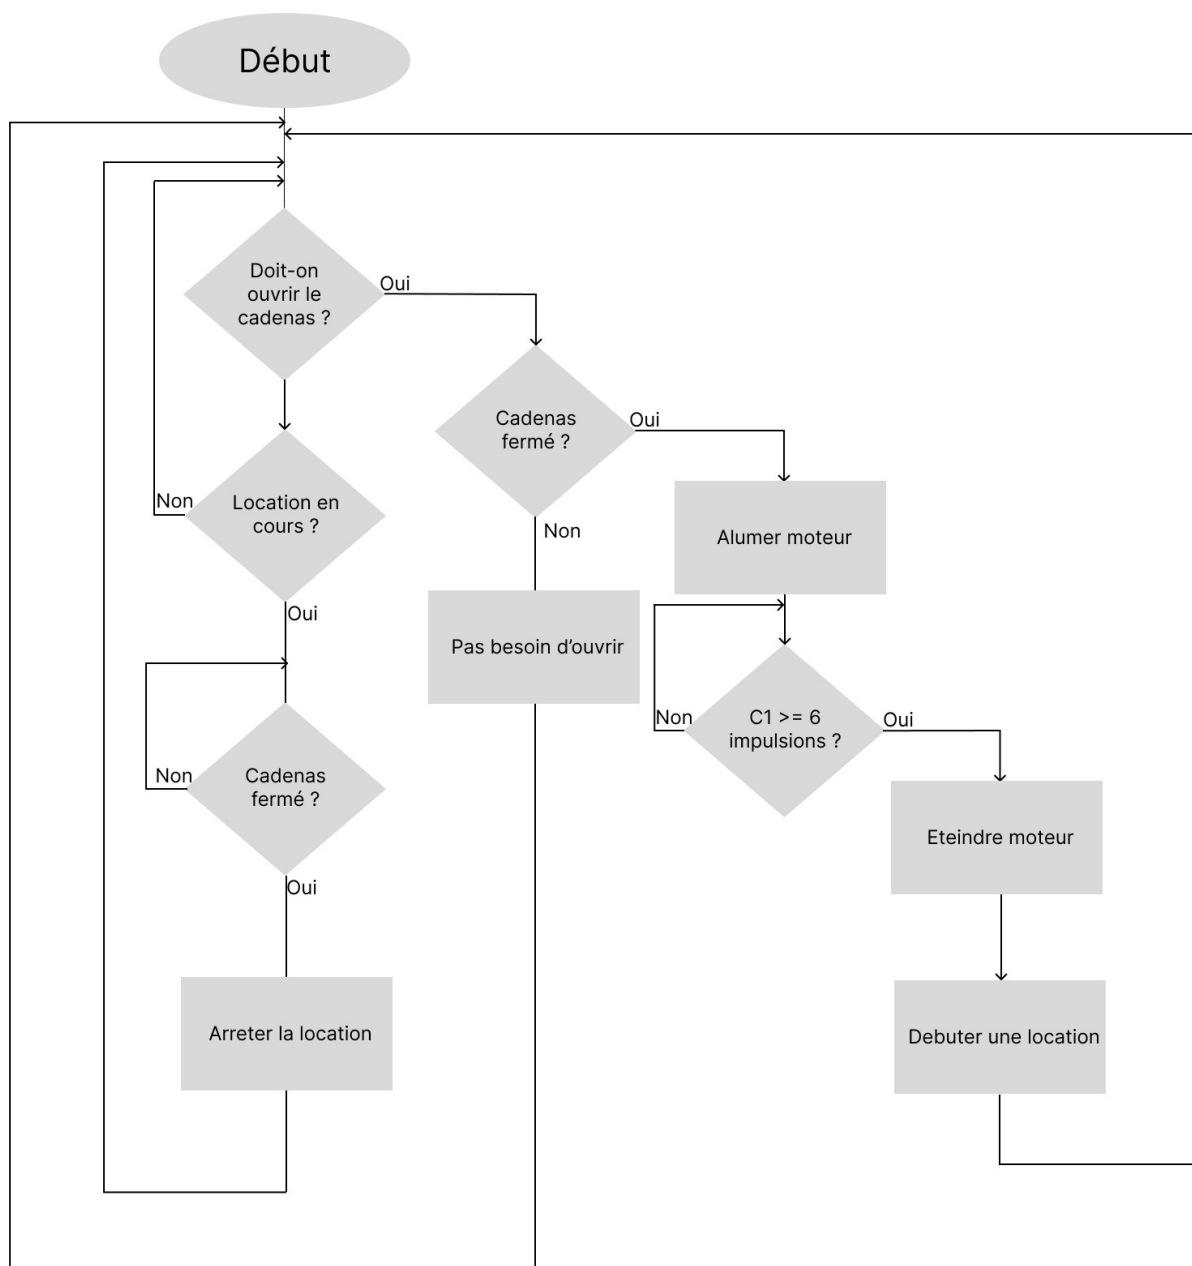 Début
Doit-on
ouvrir le
cadenas ?
Oui
Cadenas
fermé ?
Oui
Non
Location en
cours ?
Non
Alumer moteur
Oui
Pas besoin d’ouvrir
Non
C1 >= 6
impulsions ?
Oui
Non
Cadenas
fermé ?
Eteindre moteur
Oui
Arreter la location
Debuter une location